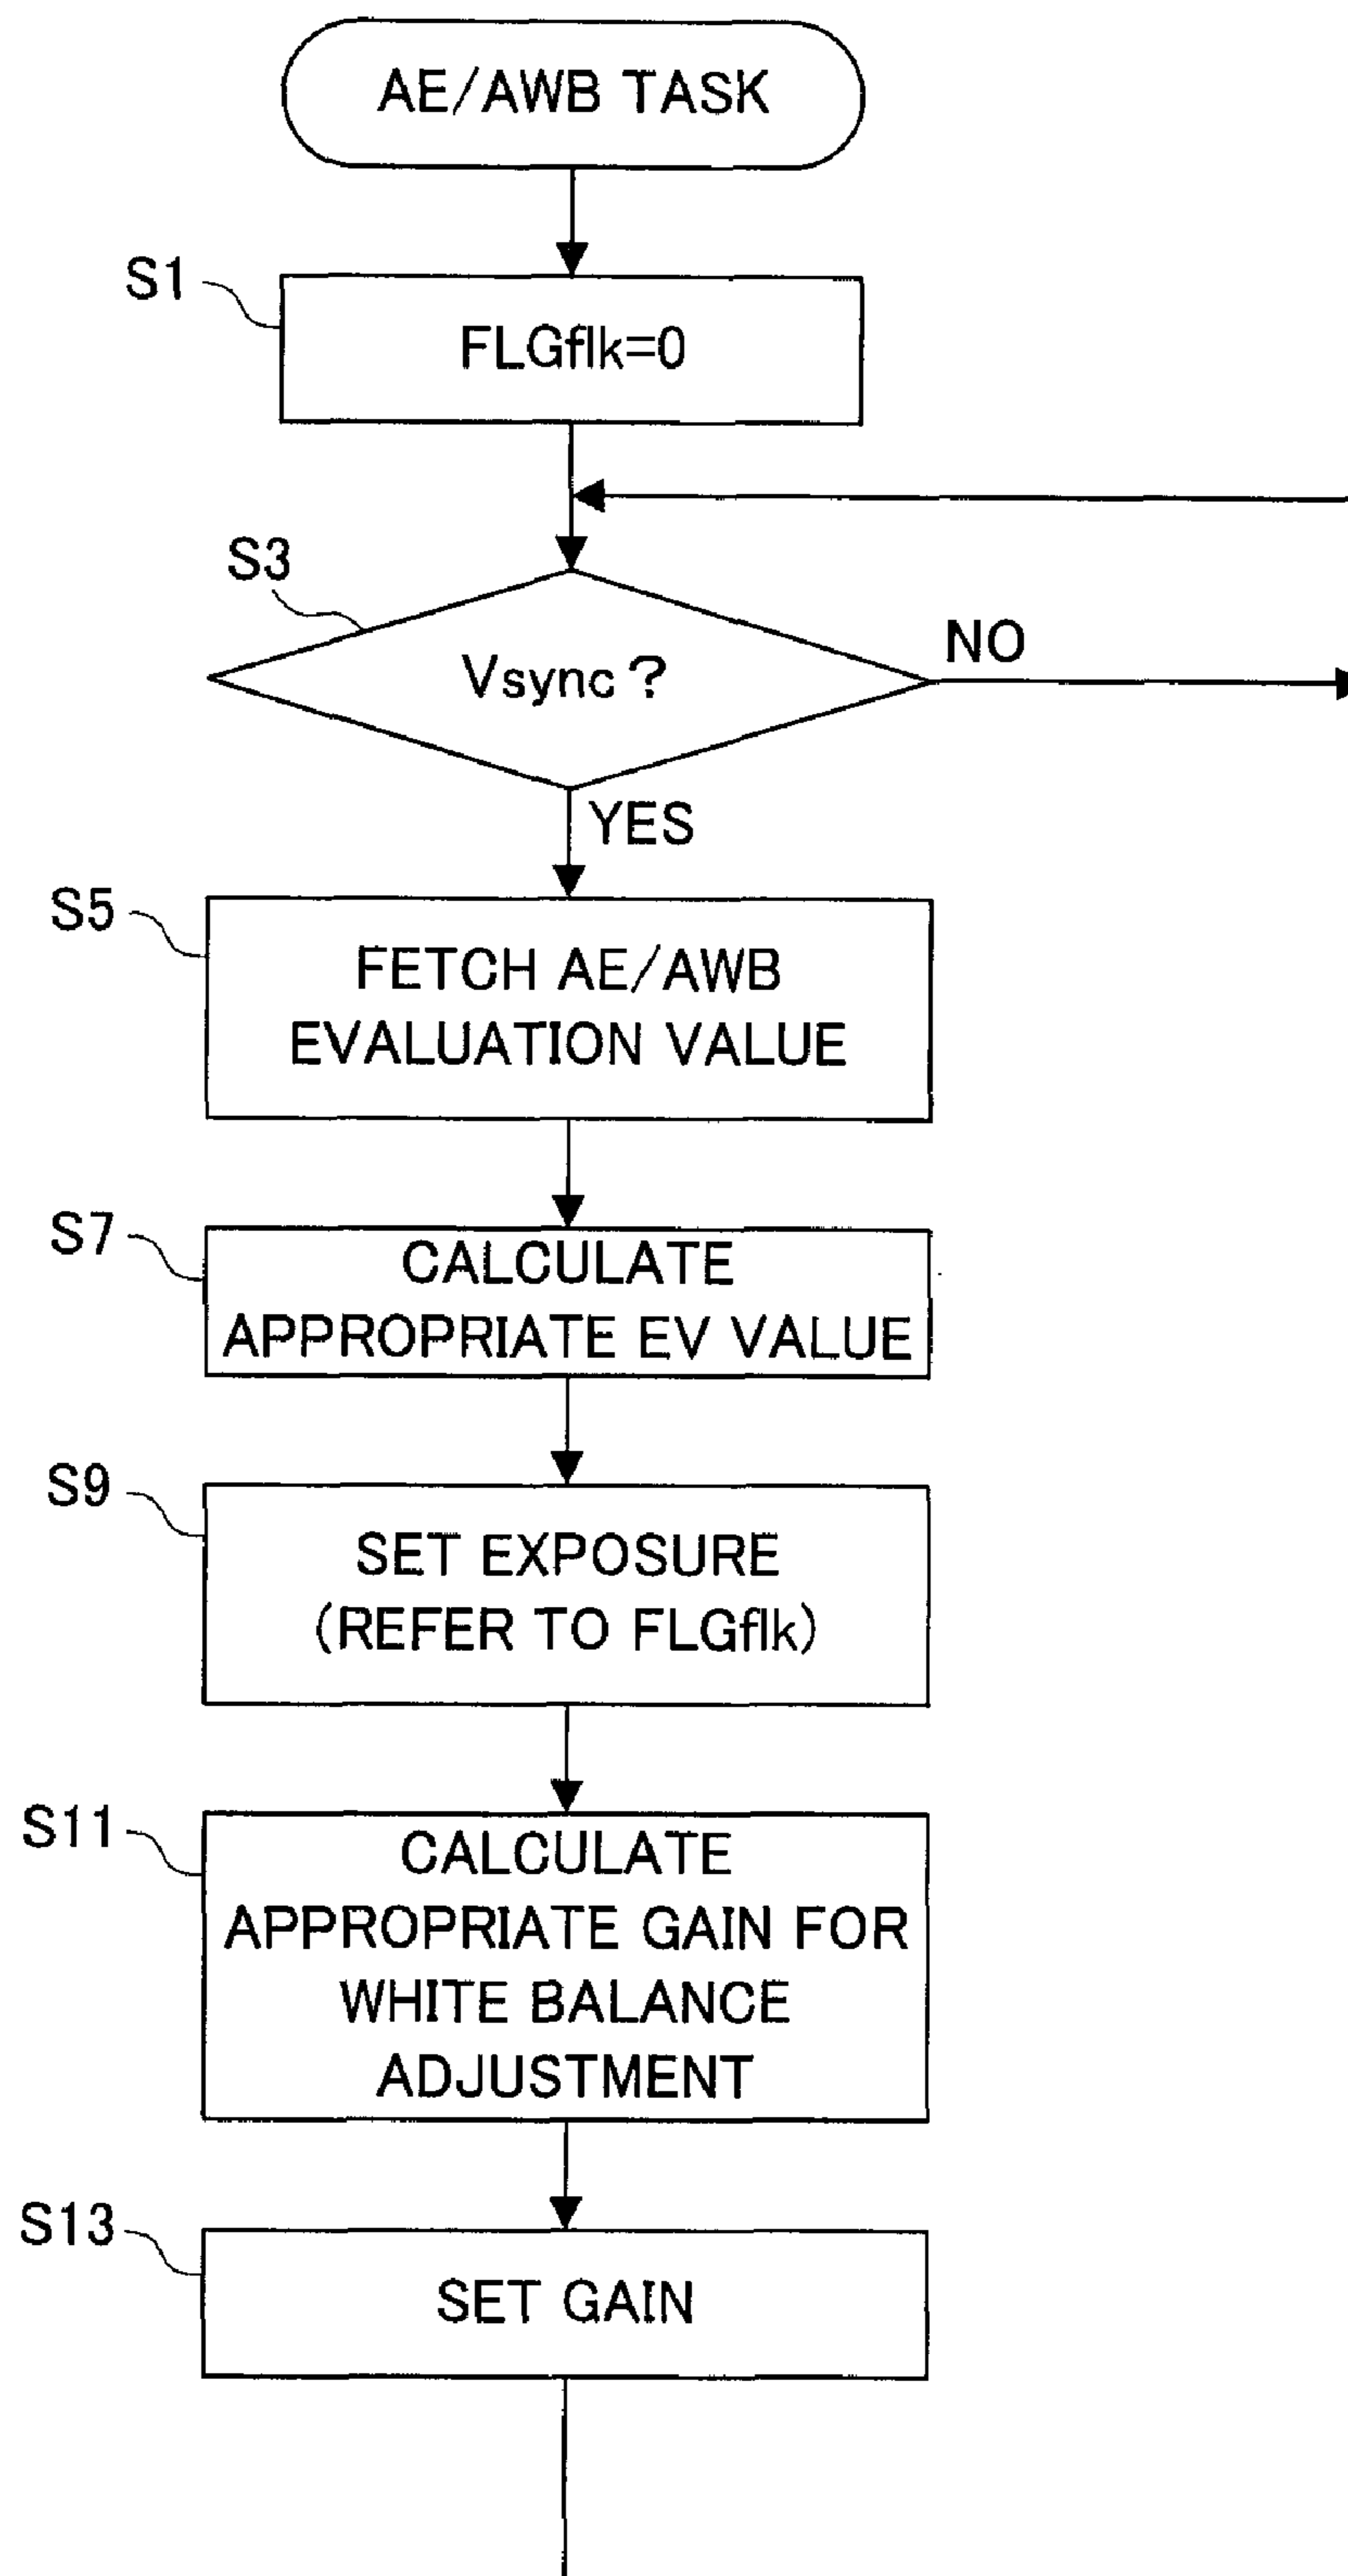 AE/AWB TASK
S1
FLGflk=0
S3
Vsync?
NO
YES
S5
FETCH AE/AWB
EVALUATION VALUE
S7
CALCULATE
APPROPRIATE EV VALUE
S9
SET EXPOSURE
(REFER TO FLGflk)
S11
CALCULATE
APPROPRIATE GAIN FOR
WHITE BALANCE
ADJUSTMENT
S13
SET GAIN